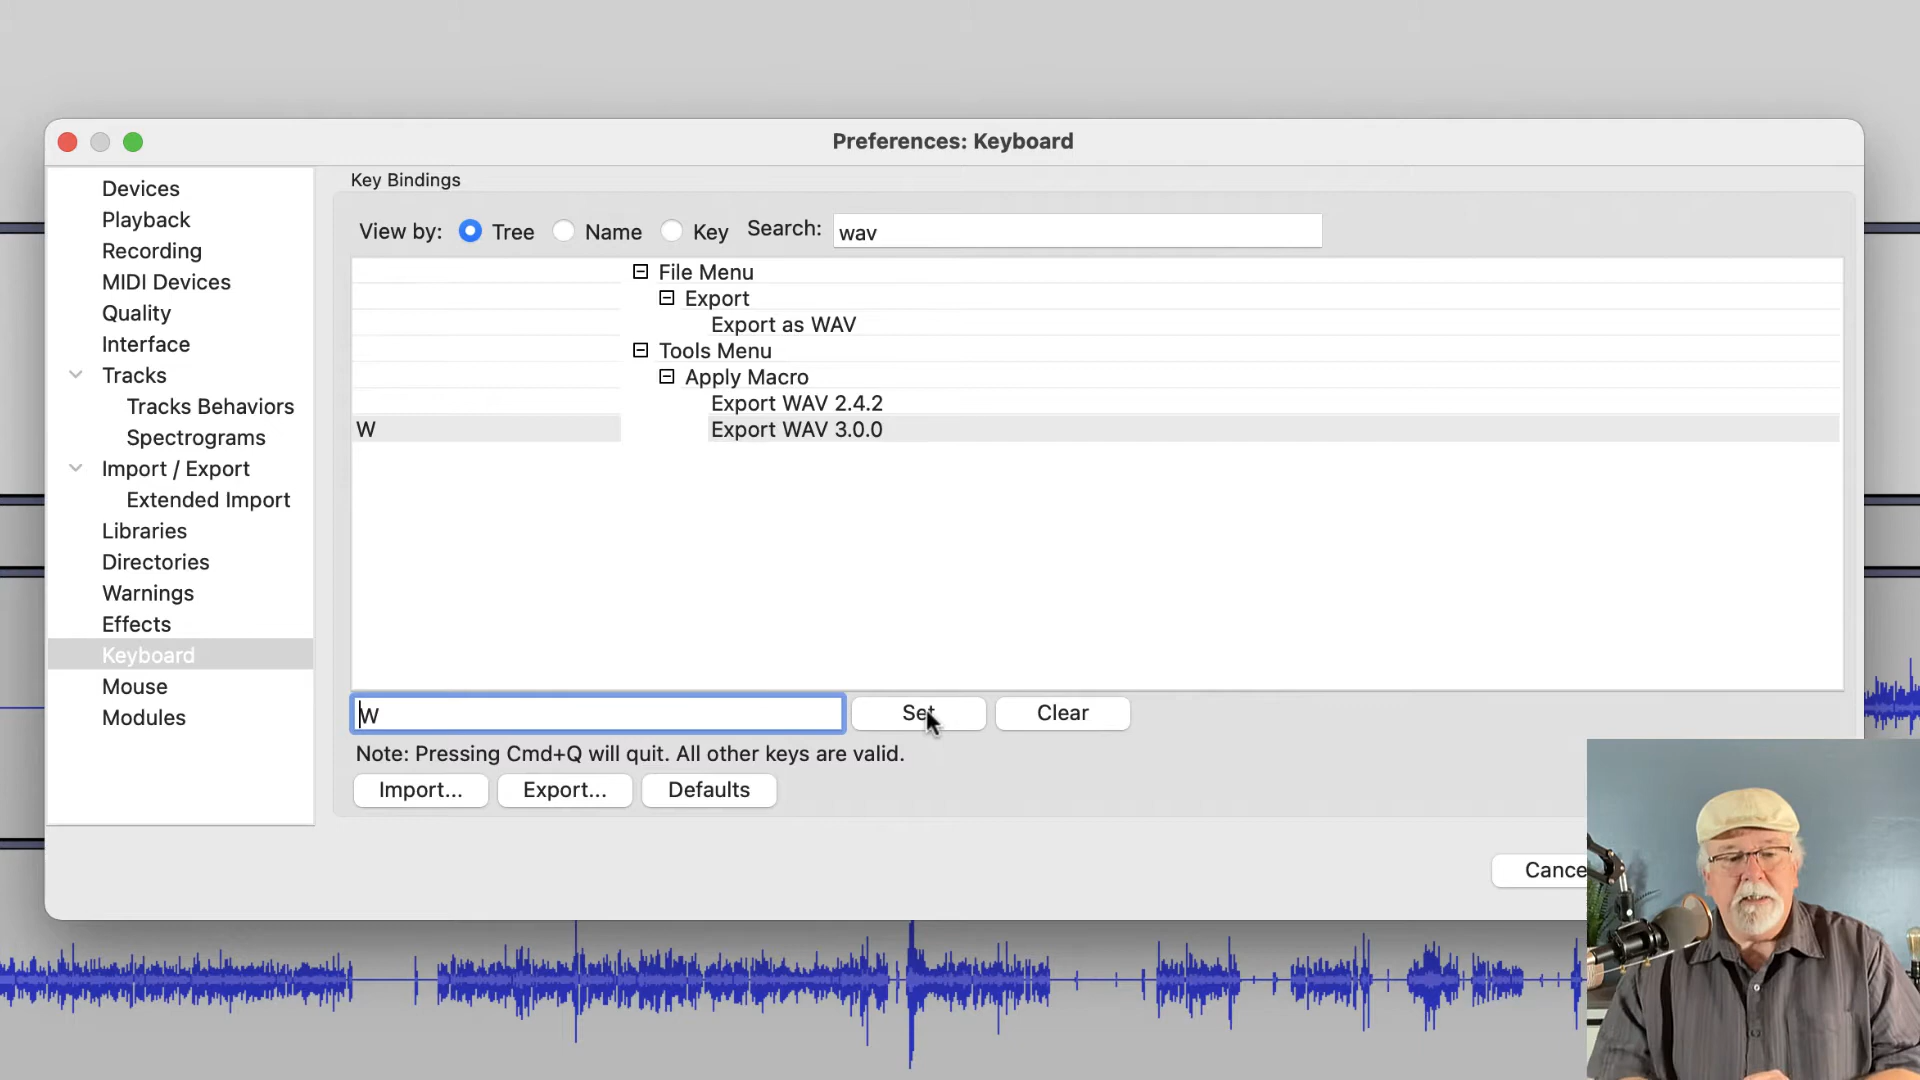 Preferences: Keyboard
Devices
Playback
Recording
MIDI Devices
Quality
Interface
Tracks
Tracks Behaviors
Spectrograms
Import / Export
Extended Import
Libraries
Directories
Warnings
Effects
Keyboard
Mouse
Modules
Key Bindings
View by: Tree Name Key Search: wav
File Menu
Export
Export as WAV
Tools Menu
Apply Macro
Export WAV 2.4.2
W Export WAV 3.0.0
W Set Clear
Note: Pressing Cmd+Q will quit. All other keys are valid.
Import... Export... Defaults
Cance